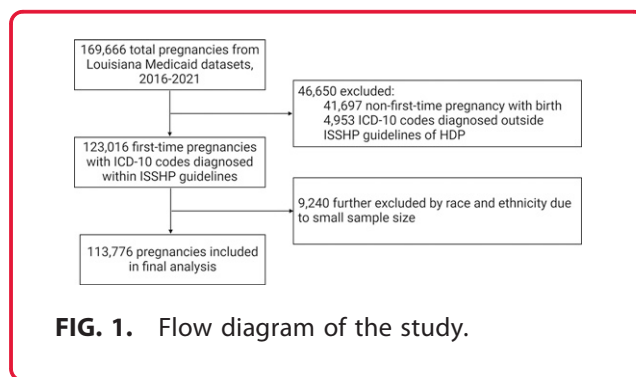 169,666 total pregnancies from
Louisiana Medicaid datasets,
2016-2021
46,650 excluded:
41,697 non-first-time pregnancy with birth
4,953 ICD-10 codes diagnosed outside
ISSHP guidelines of HDP
123,016 first-time pregnancies
with ICD-10 codes diagnosed
within ISSHP guidelines
9,240 further excluded by race and ethnicity due
to small sample size
113,776 pregnancies included
in final analysis
FIG. 1. Flow diagram of the study.